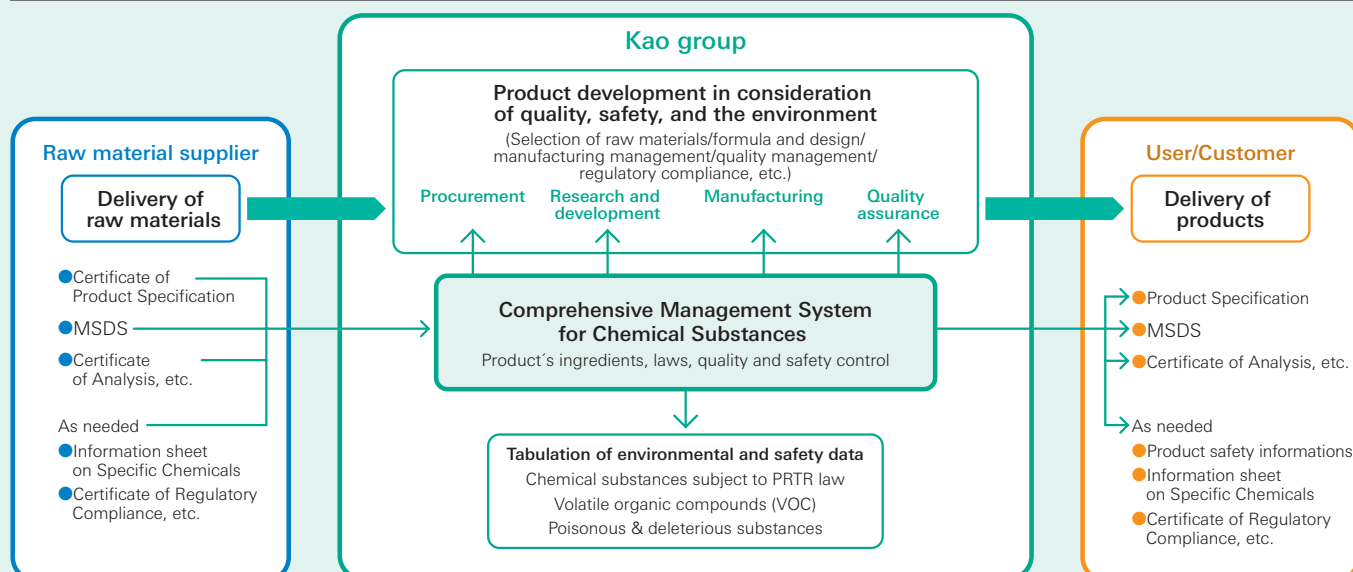 Kao group
Product development in consideration
of quality, safety, and the environment
(Selection of raw materials/formula and design/
manufacturing management/quality management/
regulatory compliance, etc.)
Procurement
Research and
development
Manufacturing
Quality
assurance
Raw material supplier
Delivery of
raw materials
●Certificate of
Product Specification
●MSDS
●Certificate
of Analysis, etc.
As needed
●Information sheet
on Specific Chemicals
●Certificate of Regulatory
Compliance, etc.
Comprehensive Management System
for Chemical Substances
Product´s ingredients, laws, quality and safety control
Tabulation of environmental and safety data
Chemical substances subject to PRTR law
Volatile organic compounds (VOC)
Poisonous & deleterious substances
User/Customer
Delivery of
products
●Product Specification
●MSDS
●Certificate of Analysis, etc.
As needed
●Product safety informations
●Information sheet
on Specific Chemicals
●Certificate of Regulatory
Compliance, etc.